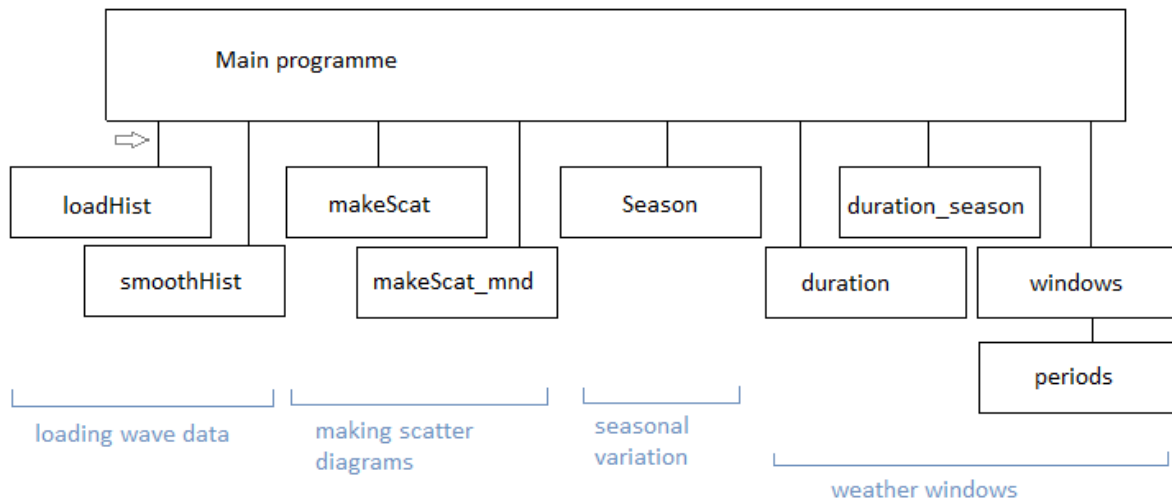 Main programme
loadHist
makeScat
Season
duration_season
smoothHist
makeScat_mnd
duration
windows
periods
loading wave data
making scatter
diagrams
seasonal
variation
weather windows